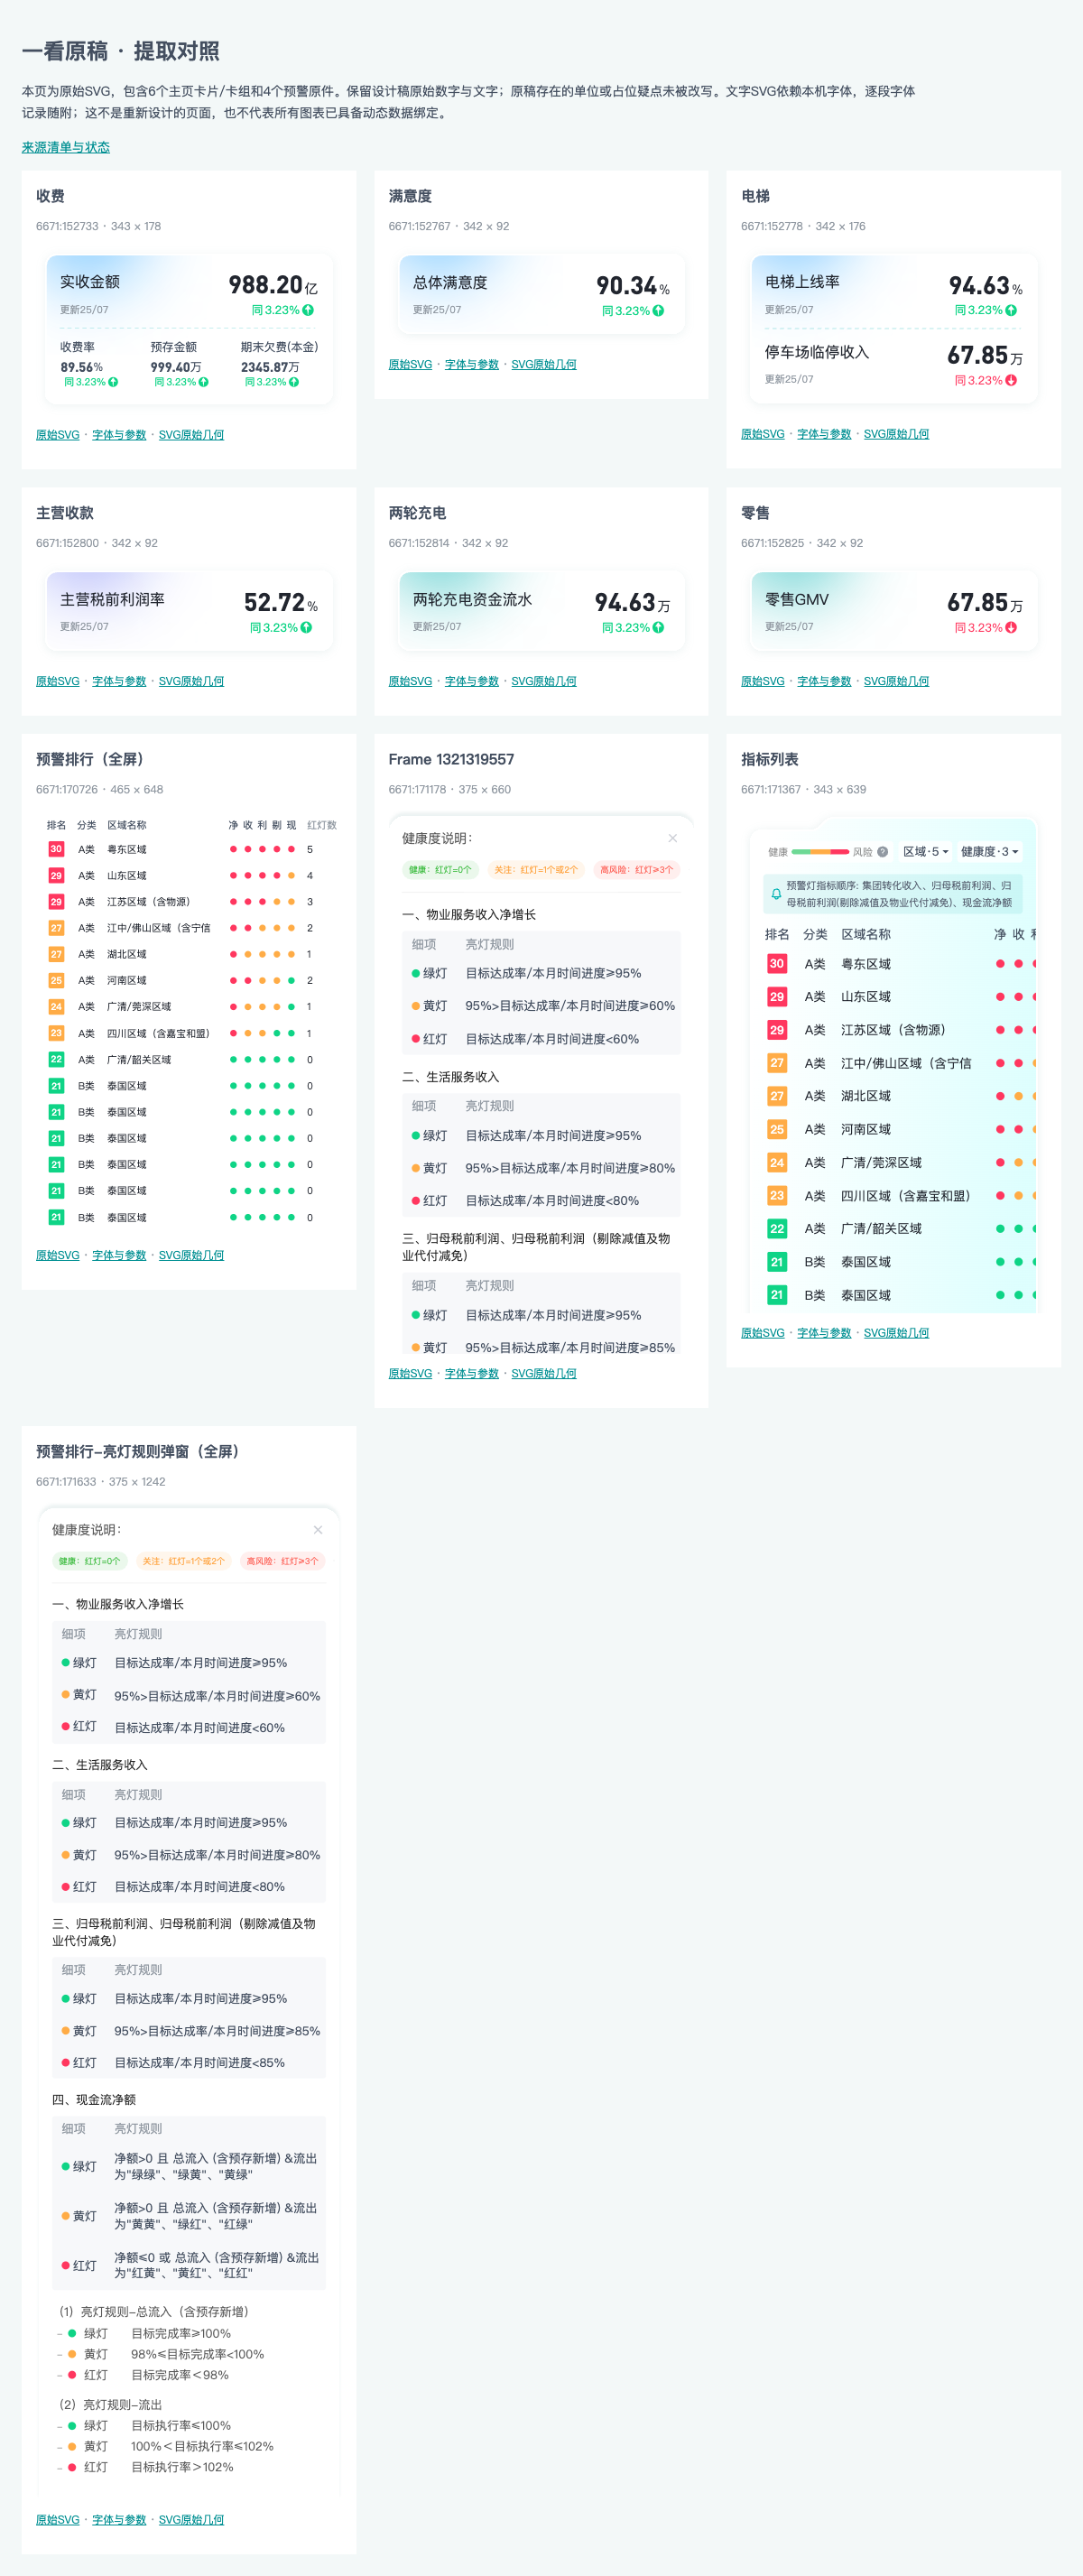 一看原稿 · 提取对照
本页为原始SVG，包含6个主页卡片/卡组和4个预警原件。保留设计稿原始数字与文字；原稿存在的单位或占位疑点未被改写。文字SVG依赖本机字体，逐段字体
记录随附；这不是重新设计的页面，也不代表所有图表已具备动态数据绑定。
来源清单与状态
收费
6671:152733 · 343 × 178
实收金额 988.20亿
更新25/07 同3.23%
收费率 预存金额 期末欠费(本金)
89.56% 999.40万 2345.87万
同3.23% 同3.23% 同3.23%
原始SVG · 字体与参数 · SVG原始几何
满意度
6671:152767 · 342 × 92
总体满意度 90.34%
更新25/07 同3.23%
原始SVG · 字体与参数 · SVG原始几何
电梯
6671:152778 · 342 × 176
电梯上线率 94.63%
更新25/07 同3.23%
停车场临停收入 67.85万
更新25/07 同3.23%
原始SVG · 字体与参数 · SVG原始几何
主营收款
6671:152800 · 342 × 92
主营税前利润率 52.72%
更新25/07 同3.23%
原始SVG · 字体与参数 · SVG原始几何
两轮充电
6671:152814 · 342 × 92
两轮充电资金流水 94.63万
更新25/07 同3.23%
原始SVG · 字体与参数 · SVG原始几何
零售
6671:152825 · 342 × 92
零售GMV 67.85万
更新25/07 同3.23%
原始SVG · 字体与参数 · SVG原始几何
预警排行（全屏）
6671:170726 · 465 × 648
排名 分类 区域名称 净 收 利 剔 现 红灯数
30 A类 粤东区域 5
29 A类 山东区域 4
29 A类 江苏区域（含物源） 3
27 A类 江中/佛山区域（含宁信 2
27 A类 湖北区域 1
25 A类 河南区域 2
24 A类 广清/莞深区域 1
23 A类 四川区域（含嘉宝和盟） 1
22 A类 广清/韶关区域 0
21 B类 泰国区域 0
21 B类 泰国区域 0
21 B类 泰国区域 0
21 B类 泰国区域 0
21 B类 泰国区域 0
21 B类 泰国区域 0
原始SVG · 字体与参数 · SVG原始几何
Frame 1321319557
6671:171178 · 375 × 660
健康度说明：
健康：红灯=0个 关注：红灯=1个或2个 高风险：红灯≥3个
一、物业服务收入净增长
细项 亮灯规则
绿灯 目标达成率/本月时间进度≥95%
黄灯 95%>目标达成率/本月时间进度≥60%
红灯 目标达成率/本月时间进度<60%
二、生活服务收入
细项 亮灯规则
绿灯 目标达成率/本月时间进度≥95%
黄灯 95%>目标达成率/本月时间进度≥80%
红灯 目标达成率/本月时间进度<80%
三、归母税前利润、归母税前利润（剔除减值及物
业代付减免）
细项 亮灯规则
绿灯 目标达成率/本月时间进度≥95%
黄灯 95%>目标达成率/本月时间进度≥85%
原始SVG · 字体与参数 · SVG原始几何
指标列表
6671:171367 · 343 × 639
健康 风险 ? 区域·5 健康度·3
预警灯指标顺序: 集团转化收入、归母税前利润、归
母税前利润(剔除减值及物业代付减免)、现金流净额
排名 分类 区域名称 净 收
30 A类 粤东区域
29 A类 山东区域
29 A类 江苏区域（含物源）
27 A类 江中/佛山区域（含宁信
27 A类 湖北区域
25 A类 河南区域
24 A类 广清/莞深区域
23 A类 四川区域（含嘉宝和盟）
22 A类 广清/韶关区域
21 B类 泰国区域
21 B类 泰国区域
原始SVG · 字体与参数 · SVG原始几何
预警排行–亮灯规则弹窗（全屏）
6671:171633 · 375 × 1242
健康度说明：
健康：红灯=0个 关注：红灯=1个或2个 高风险：红灯≥3个
一、物业服务收入净增长
细项 亮灯规则
绿灯 目标达成率/本月时间进度≥95%
黄灯 95%>目标达成率/本月时间进度≥60%
红灯 目标达成率/本月时间进度<60%
二、生活服务收入
细项 亮灯规则
绿灯 目标达成率/本月时间进度≥95%
黄灯 95%>目标达成率/本月时间进度≥80%
红灯 目标达成率/本月时间进度<80%
三、归母税前利润、归母税前利润（剔除减值及物
业代付减免）
细项 亮灯规则
绿灯 目标达成率/本月时间进度≥95%
黄灯 95%>目标达成率/本月时间进度≥85%
红灯 目标达成率/本月时间进度<85%
四、现金流净额
细项 亮灯规则
绿灯 净额>0 且 总流入 (含预存新增) &流出
为"绿绿"、"绿黄"、"黄绿"
黄灯 净额>0 且 总流入 (含预存新增) &流出
为"黄黄"、"绿红"、"红绿"
红灯 净额≤0 或 总流入 (含预存新增) &流出
为"红黄"、"黄红"、"红红"
（1）亮灯规则–总流入（含预存新增）
– 绿灯 目标完成率≥100%
– 黄灯 98%≤目标完成率<100%
– 红灯 目标完成率＜98%
（2）亮灯规则–流出
– 绿灯 目标执行率≤100%
– 黄灯 100%＜目标执行率≤102%
– 红灯 目标执行率＞102%
原始SVG · 字体与参数 · SVG原始几何